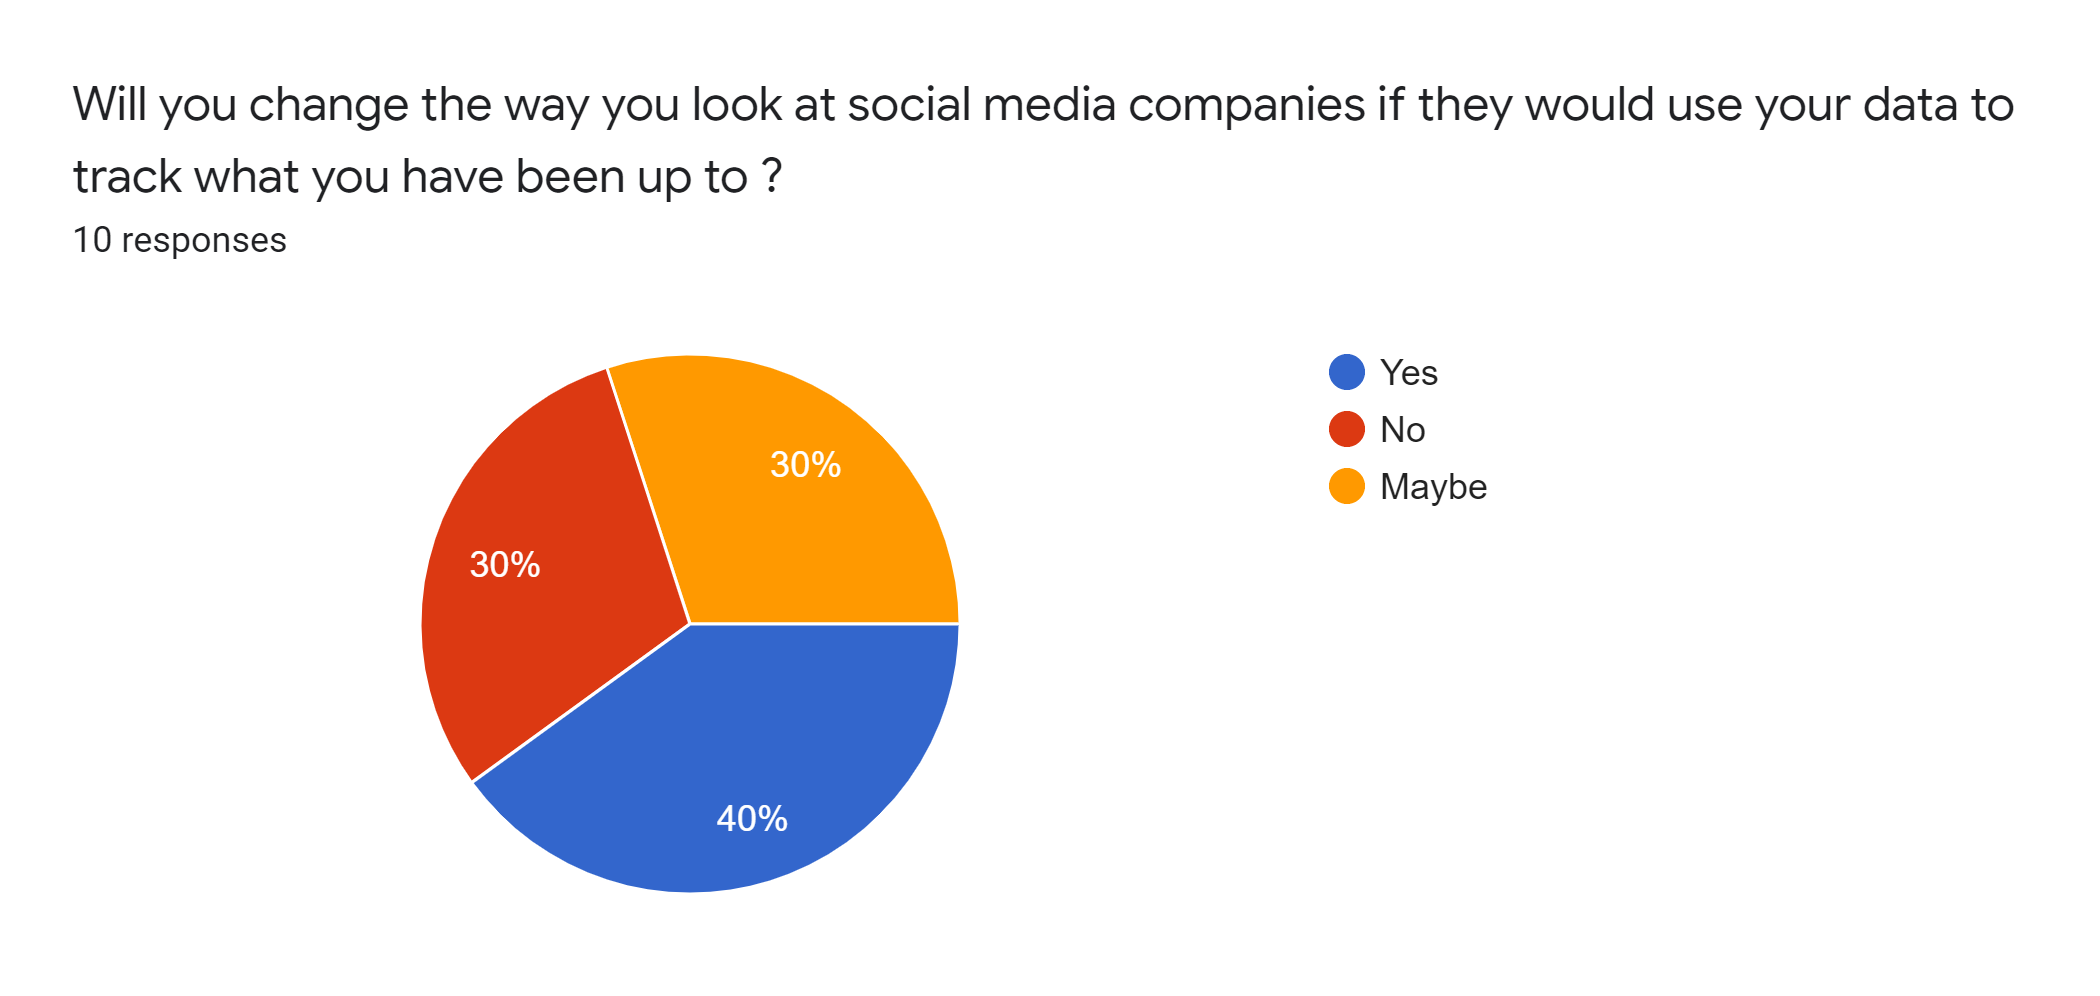 Will you change the way you look at social media companies if they would use your data to
track what you have been up to ?
10 responses
Yes
No
Maybe
30%
30%
40%